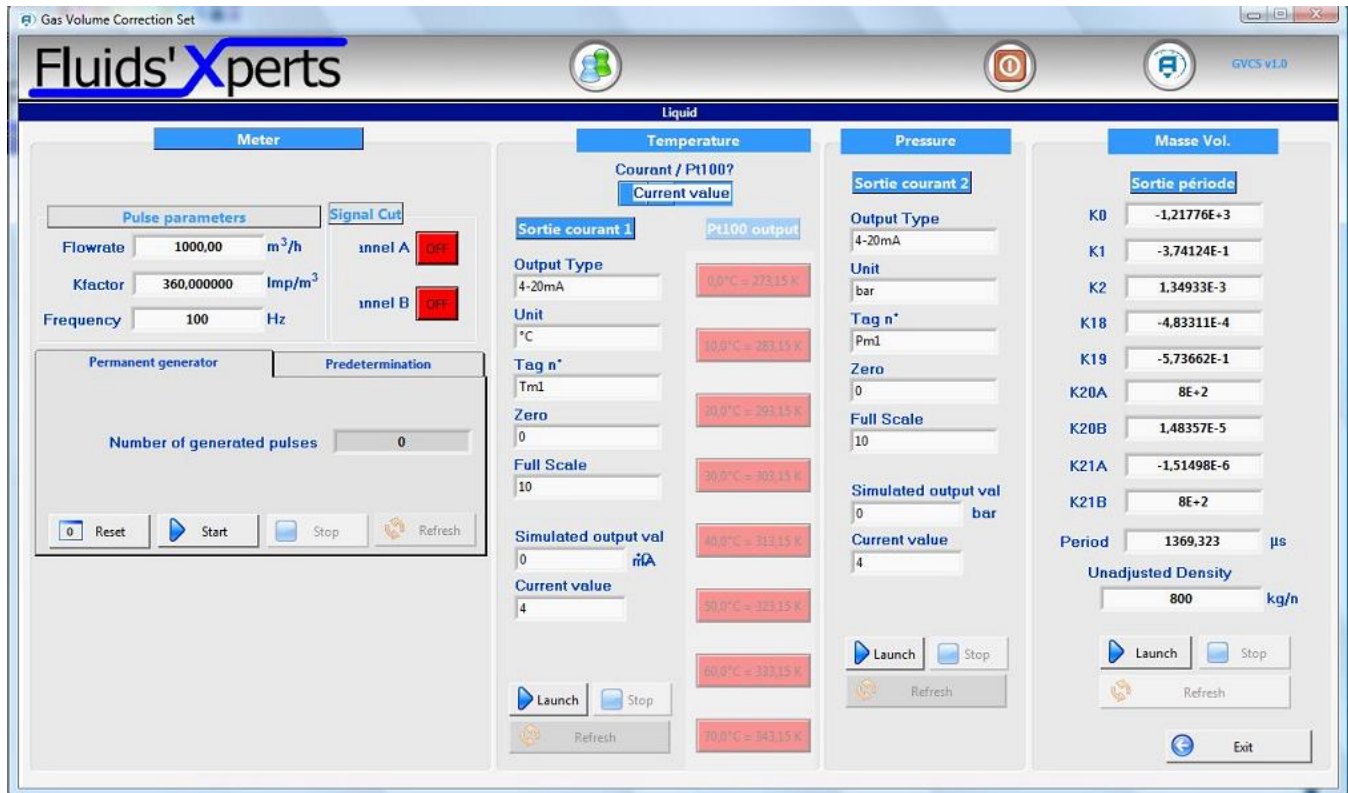 Gas Volume Correction Set
Fluids'Xperts
GVCS v1.0
Liquid
Meter
Pulse parameters
Signal Cut
Flowrate 1000,00 m³/h
Kfactor 360,000000 Imp/m³
Frequency 100 Hz
annel A OFF
annel B OFF
Permanent generator
Predetermination
Number of generated pulses 0
0 Reset
Start
Stop
Refresh
Temperature
Courant / Pt100?
Current value
Sortie courant 1
Output Type
4-20mA
Unit
°C
Tag n°
Tm1
Zero
0
Full Scale
10
Simulated output val
0
Current value
4
Launch
Stop
Refresh
Pt100 output
0,0°C = 273,15 K
10,0°C = 283,15 K
20,0°C = 293,15 K
30,0°C = 303,15 K
40,0°C = 313,15 K
50,0°C = 323,15 K
60,0°C = 333,15 K
70,0°C = 343,15 K
Pressure
Sortie courant 2
Output Type
4-20mA
Unit
bar
Tag n°
Pm1
Zero
0
Full Scale
10
Simulated output val
0 bar
Current value
4
Launch
Stop
Refresh
Masse Vol.
Sortie période
K0 -1,21776E+3
K1 -3,74124E-1
K2 1,34933E-3
K18 -4,83311E-4
K19 -5,73662E-1
K20A 8E+2
K20B 1,48357E-5
K21A -1,51498E-6
K21B 8E+2
Period 1369,323 µs
Unadjusted Density
800 kg/n
Launch
Stop
Refresh
Exit